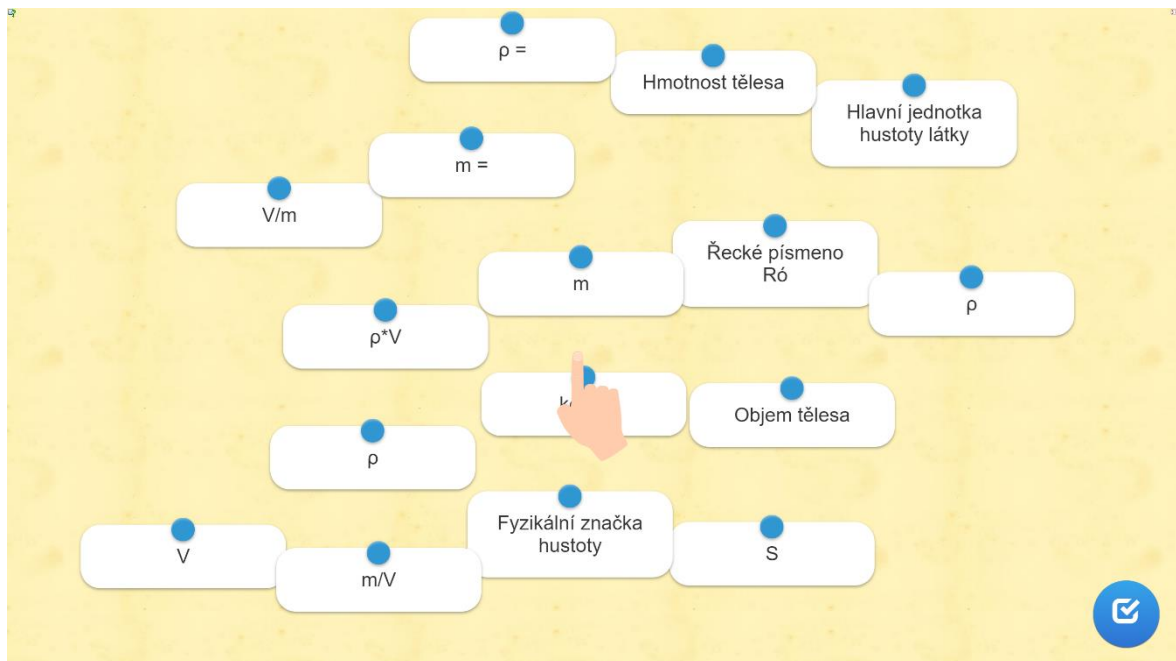 ρ =
Hmotnost tělesa
Hlavní jednotka
hustoty látky
m =
V/m
Řecké písmeno
Ró
m
ρ
ρ*V
Objem tělesa
ρ
Fyzikální značka
hustoty
V
S
m/V